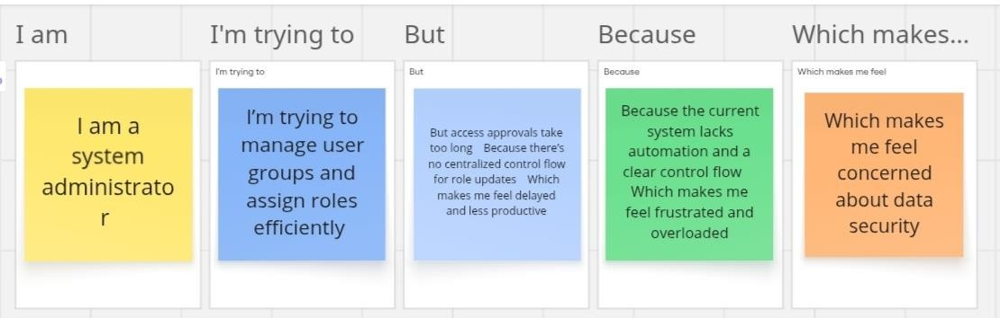 I am
I'm trying to
But
Because
Which makes...
I'm trying to
But
Because
Which makes me feel
I am a
system
administrato
r
I’m trying to
manage user
groups and
assign roles
efficiently
But access approvals take
too long    Because there’s
no centralized control flow
for role updates    Which
makes me feel delayed
and less productive
Because the current
system lacks
automation and a
clear control flow
Which makes me
feel frustrated and
overloaded
Which makes
me feel
concerned
about data
security